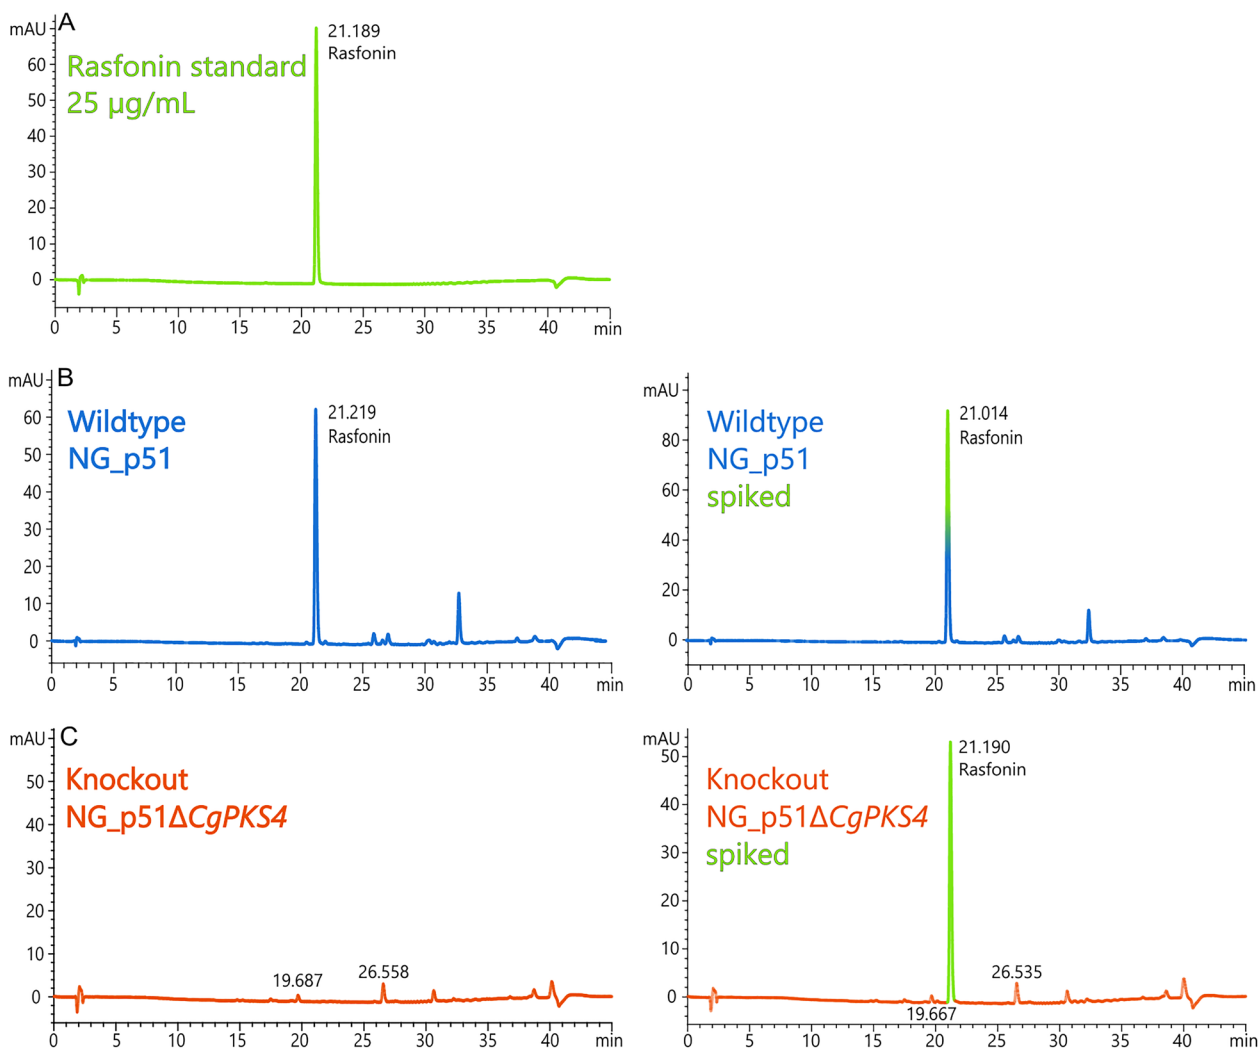 A
mAU
60
50
40
30
20
10
0
Rasfonin standard
25 µg/mL
21.189
Rasfonin
0 5 10 15 20 25 30 35 40 min
B
mAU
60
50
40
30
20
10
0
Wildtype
NG_p51
21.219
Rasfonin
0 5 10 15 20 25 30 35 40 min
mAU
80
60
40
20
0
Wildtype
NG_p51
spiked
21.014
Rasfonin
0 5 10 15 20 25 30 35 40 min
C
mAU
50
40
30
20
10
0
Knockout
NG_p51ΔCgPKS4
19.687
26.558
0 5 10 15 20 25 30 35 40 min
mAU
50
40
30
20
10
0
Knockout
NG_p51ΔCgPKS4
spiked
21.190
Rasfonin
26.535
19.667
0 5 10 15 20 25 30 35 40 min